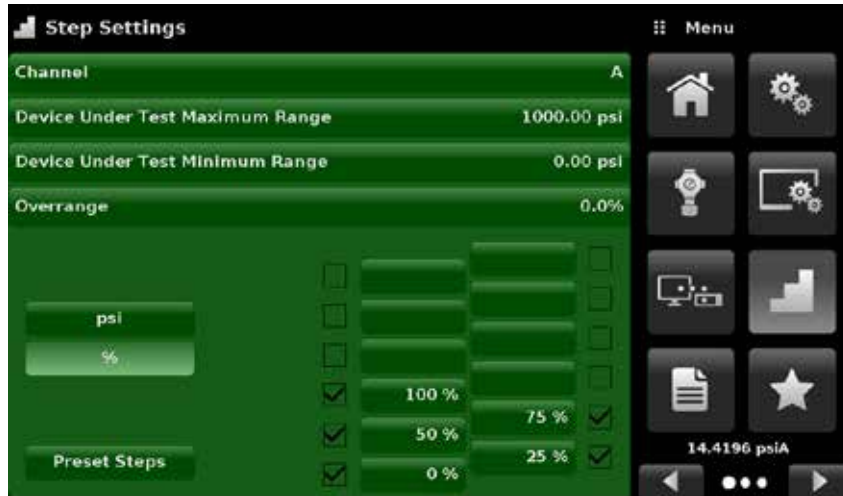 Step Settings
Menu
Channel A
Device Under Test Maximum Range 1000.00 psi
Device Under Test Minimum Range 0.00 psi
Overrange 0.0%
psi
%
100 %
75 %
50 %
25 %
0 %
Preset Steps
14.4196 psiA